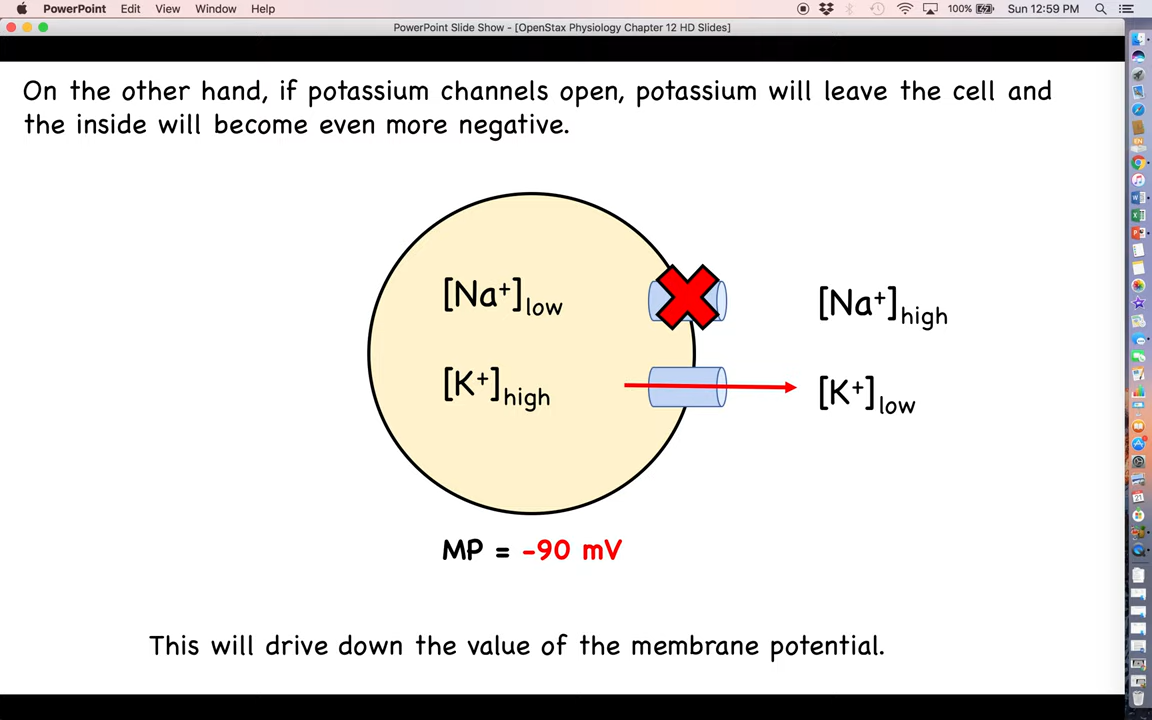 PowerPoint Edit View Window Help 100% Sun 12:59 PM
PowerPoint Slide Show - [OpenStax Physiology Chapter 12 HD Slides]
On the other hand, if potassium channels open, potassium will leave the cell and
the inside will become even more negative.
[Na⁺]low
[Na⁺]high
[K⁺]high
[K⁺]low
MP = -90 mV
This will drive down the value of the membrane potential.